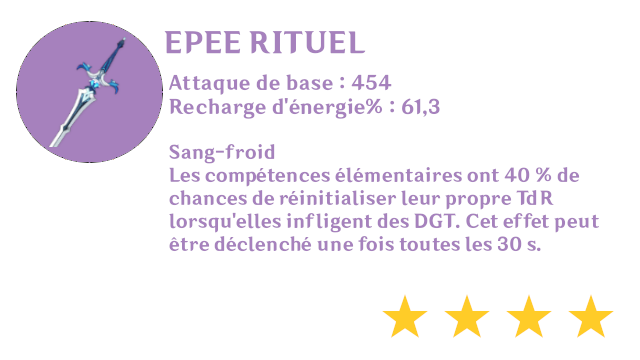 EPEE RITUEL
Attaque de base : 454
Recharge d'énergie% : 61,3
Sang-froid
Les compétences élémentaires ont 40 % de
chances de réinitialiser leur propre TdR
lorsqu'elles infligent des DGT. Cet effet peut
être déclenché une fois toutes les 30 s.